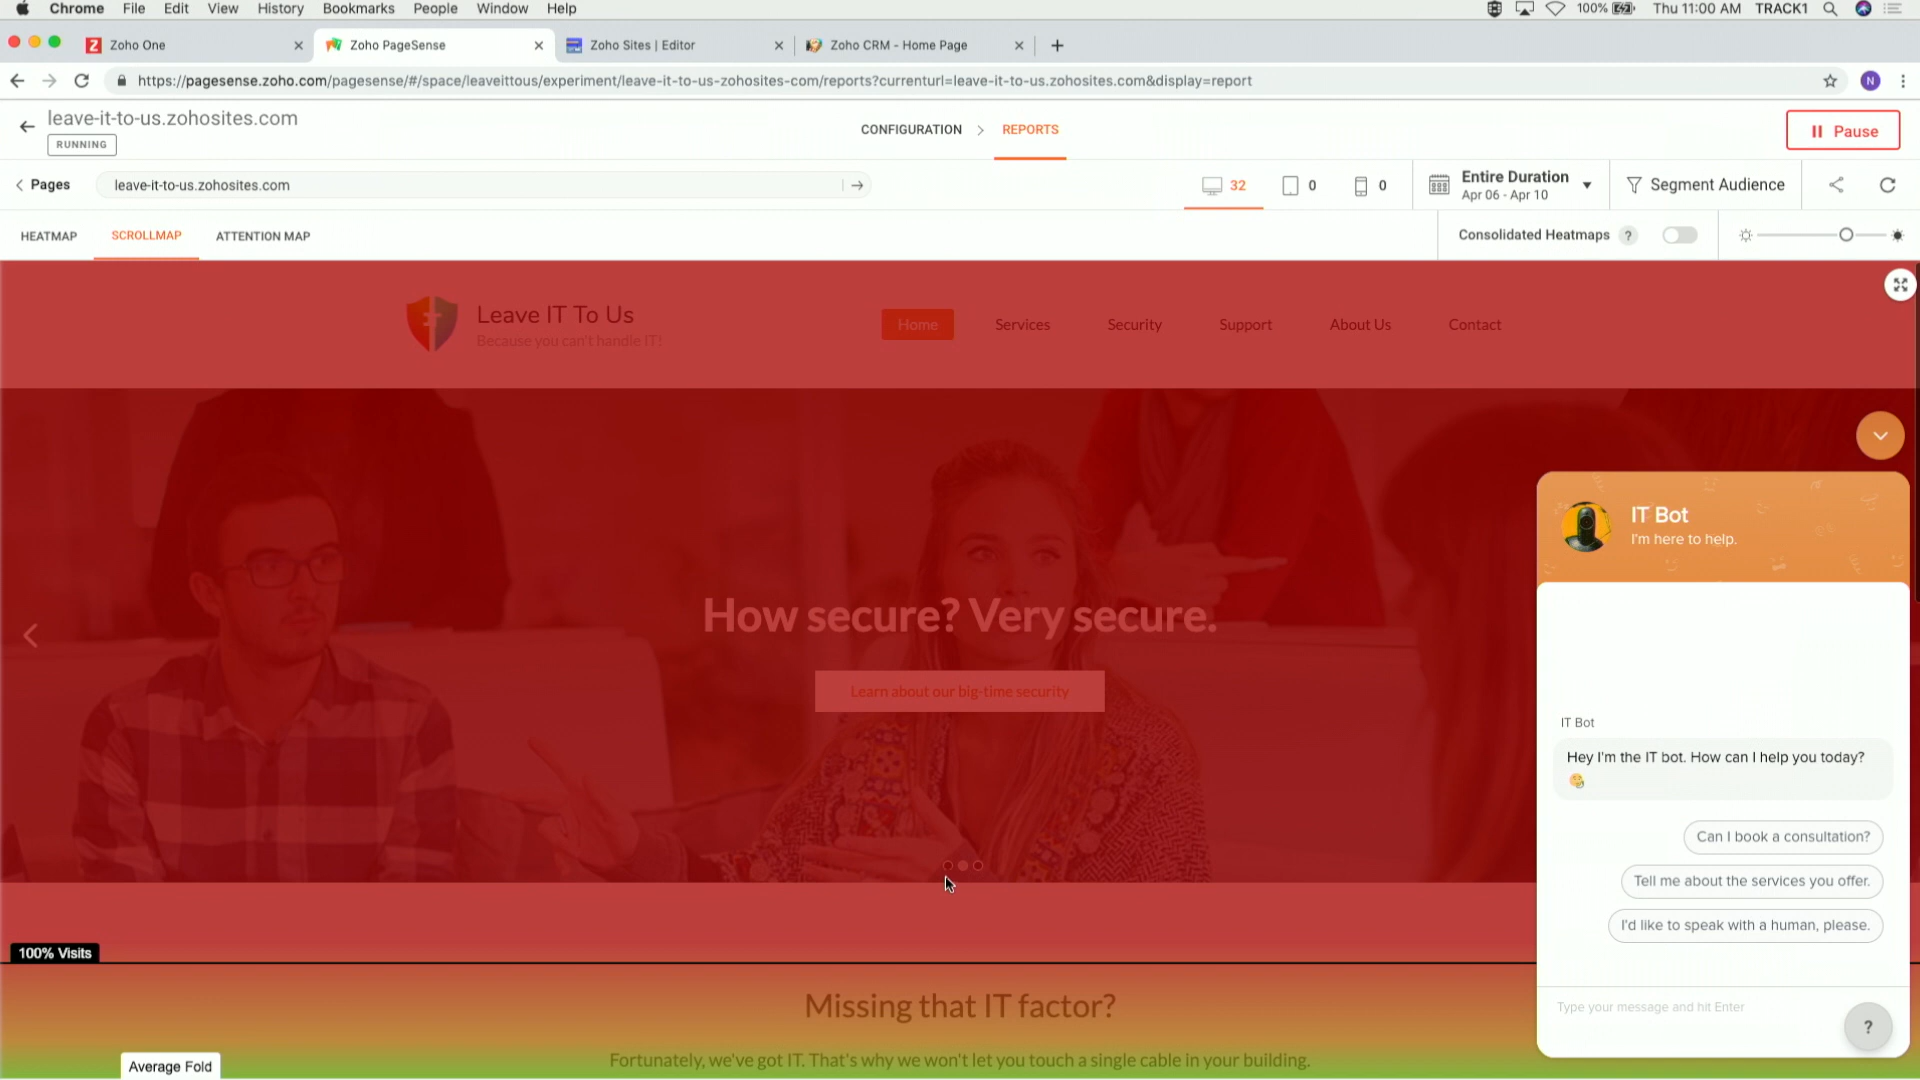 Chrome File Edit View History Bookmarks People Window Help 100% Thu 11:00 AM TRACK1
Zoho One Zoho PageSense Zoho Sites | Editor Zoho CRM - Home Page
https://pagesense.zoho.com/pagesense/#/space/leaveittous/experiment/leave-it-to-us-zohosites-com/reports?currenturl=leave-it-to-us.zohosites.com&display=report N
leave-it-to-us.zohosites.com
RUNNING
CONFIGURATION > REPORTS
Pause
Pages leave-it-to-us.zohosites.com 32 0 0 Entire Duration Segment Audience
Apr 06 - Apr 10
HEATMAP SCROLLMAP ATTENTION MAP Consolidated Heatmaps ?
Leave IT To Us
Because you can't handle IT!
Home Services Security Support About Us Contact
How secure? Very secure.
Learn about our big-time security
IT Bot
I'm here to help.
IT Bot
Hey I'm the IT bot. How can I help you today?
Can I book a consultation?
Tell me about the services you offer.
I'd like to speak with a human, please.
Type your message and hit Enter
?
100% Visits
Missing that IT factor?
Fortunately, we've got IT. That's why we won't let you touch a single cable in your building.
Average Fold